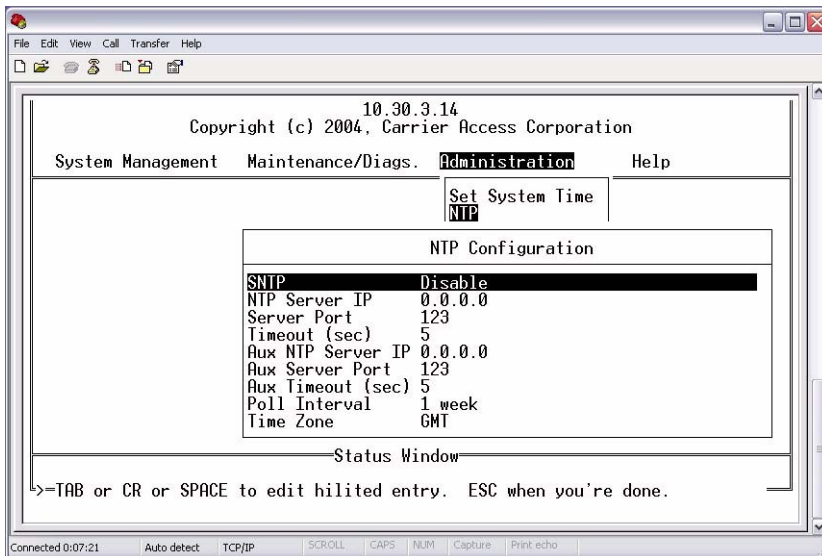 File Edit View Call Transfer Help
10.30.3.14
Copyright (c) 2004, Carrier Access Corporation
System Management Maintenance/Diags. Administration Help
Set System Time
NTP
NTP Configuration
SNTP Disable
NTP Server IP 0.0.0.0
Server Port 123
Timeout (sec) 5
Aux NTP Server IP 0.0.0.0
Aux Server Port 123
Aux Timeout (sec) 5
Poll Interval 1 week
Time Zone GMT
Status Window
>=TAB or CR or SPACE to edit hilited entry. ESC when you're done.
Connected 0:07:21 Auto detect TCP/IP SCROLL CAPS NUM Capture Print echo